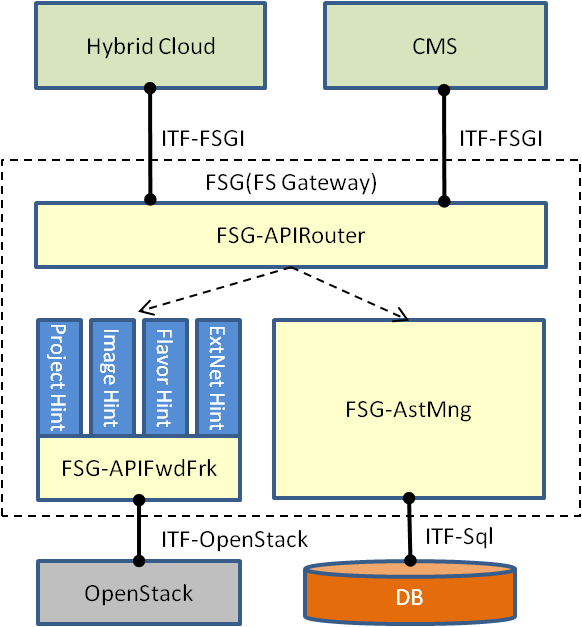 Hybrid Cloud
CMS
ITF-FSGI
ITF-FSGI
FSG(FS Gateway)
FSG-APIRouter
Project Hint
Image Hint
Flavor Hint
ExtNet Hint
FSG-AstMng
FSG-APIFwdFrk
ITF-OpenStack
ITF-Sql
OpenStack
DB